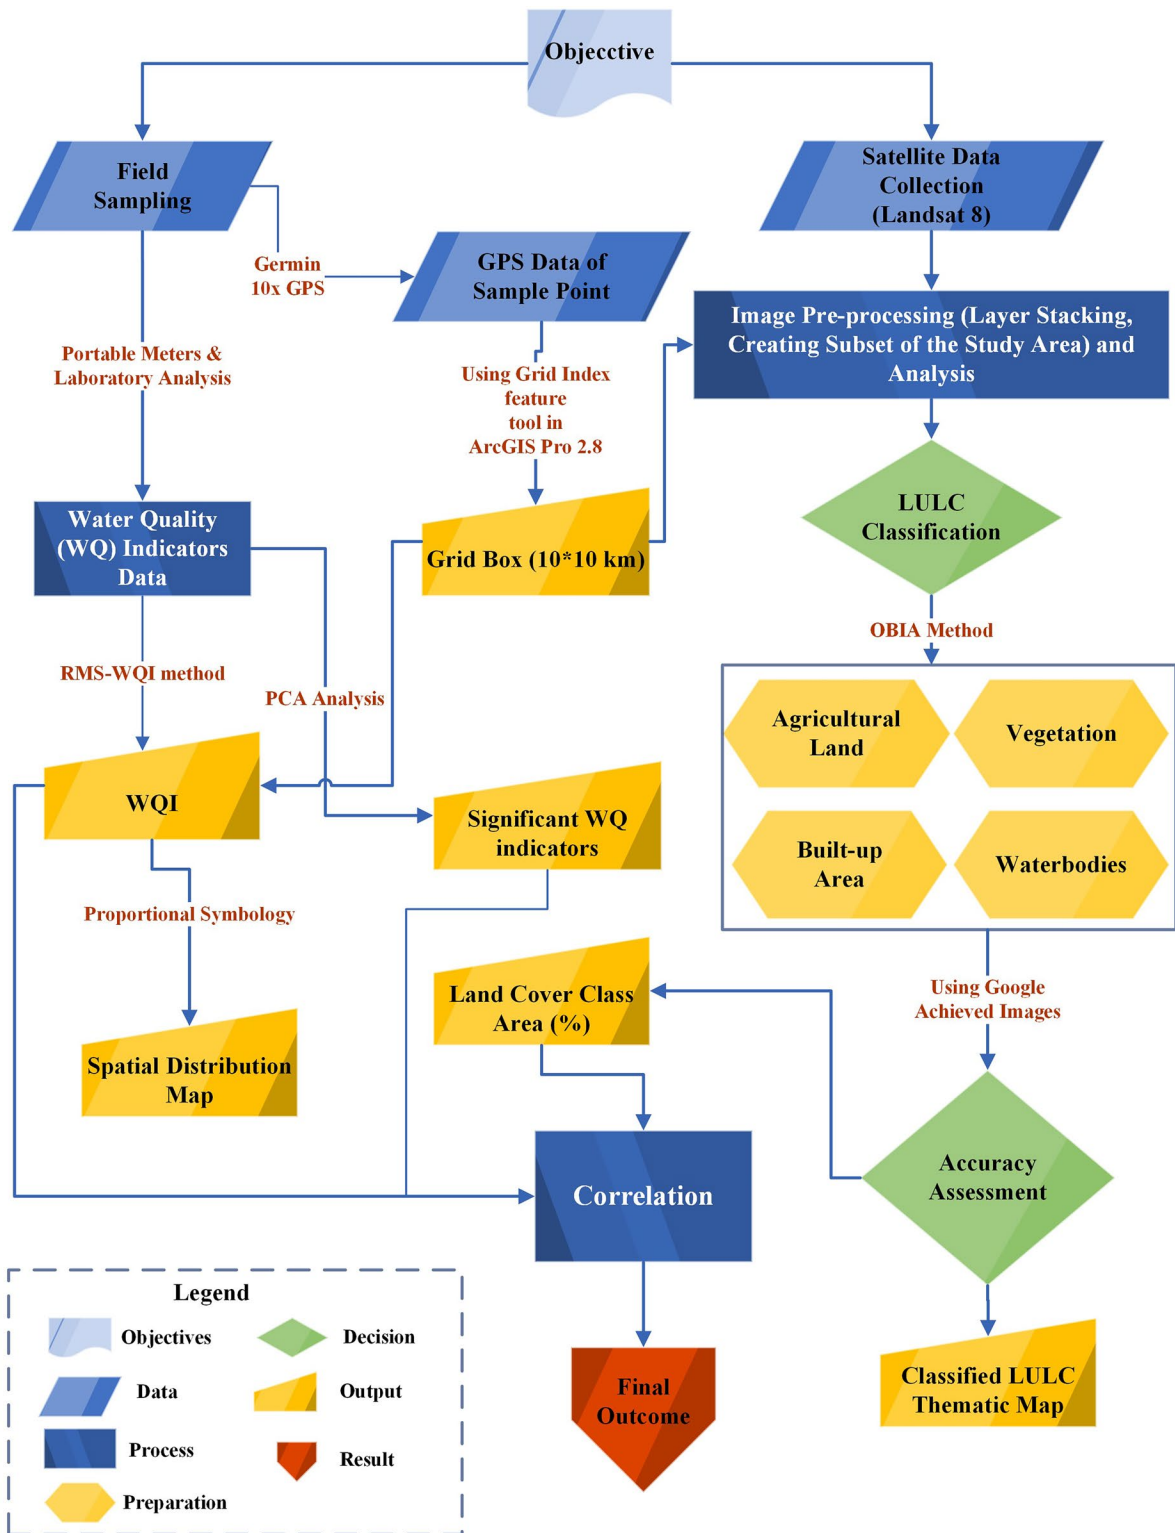 Objecctive
Field
Sampling
Satellite Data
Collection
(Landsat 8)
Germin
10x GPS
GPS Data of
Sample Point
Image Pre-processing (Layer Stacking,
Creating Subset of the Study Area) and
Analysis
Portable Meters &
Laboratory Analysis
Using Grid Index
feature
tool in
ArcGIS Pro 2.8
LULC
Classification
Water Quality
(WQ) Indicators
Data
Grid Box (10*10 km)
OBIA Method
RMS-WQI method
PCA Analysis
Agricultural
Land
Vegetation
WQI
Significant WQ
indicators
Built-up
Area
Waterbodies
Proportional Symbology
Land Cover Class
Area (%)
Using Google
Achieved Images
Spatial Distribution
Map
Correlation
Accuracy
Assessment
Legend
Objectives
Decision
Data
Output
Process
Result
Preparation
Final
Outcome
Classified LULC
Thematic Map